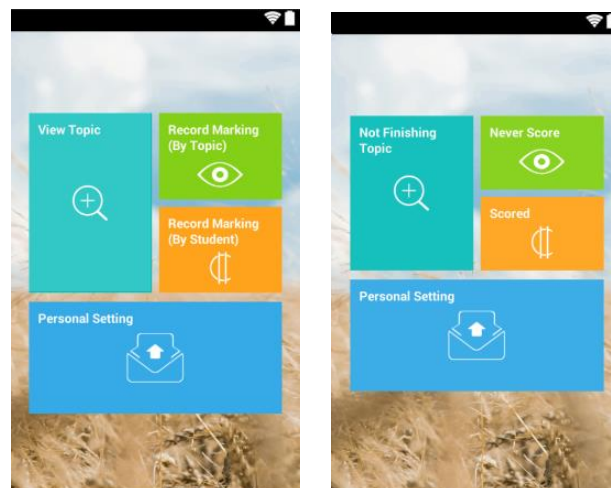 View Topic
Record Marking
(By Topic)
Record Marking
(By Student)
Personal Setting
Not Finishing
Topic
Never Score
Scored
Personal Setting